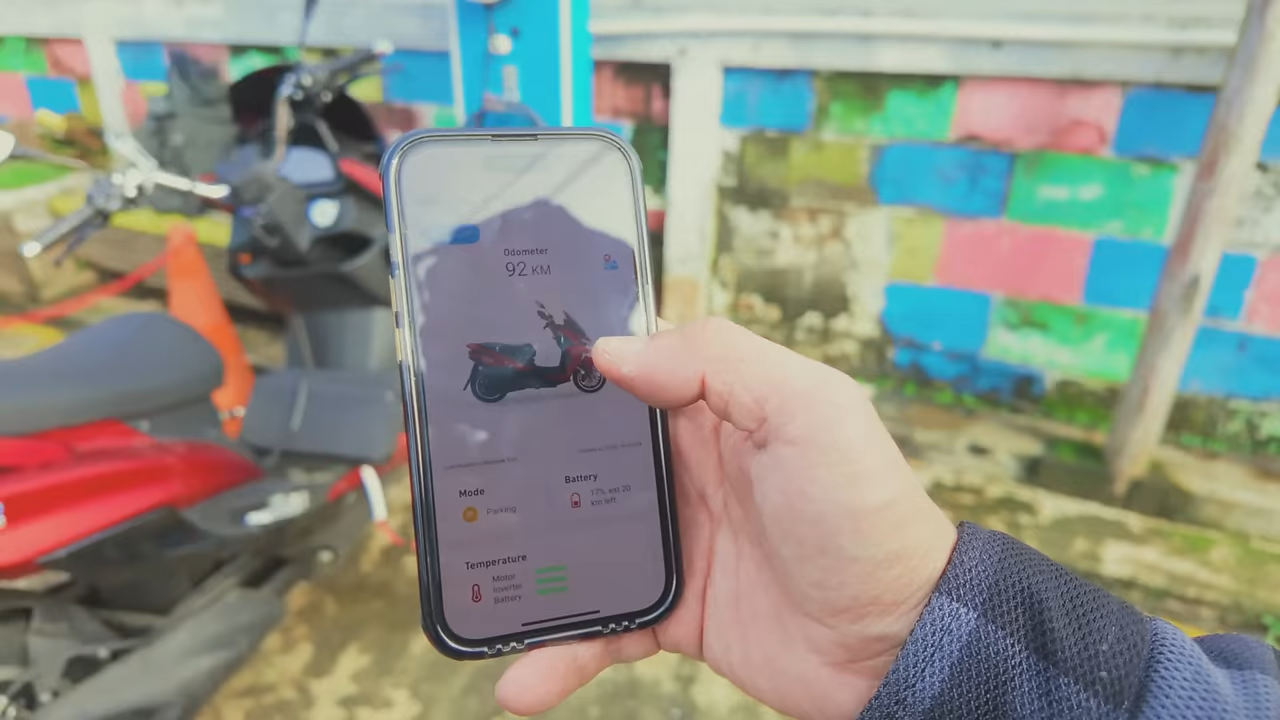 Odometer
92 KM
Mode
Parking
Battery
17%, est 20
km left
Temperature
Motor
Inverter
Battery